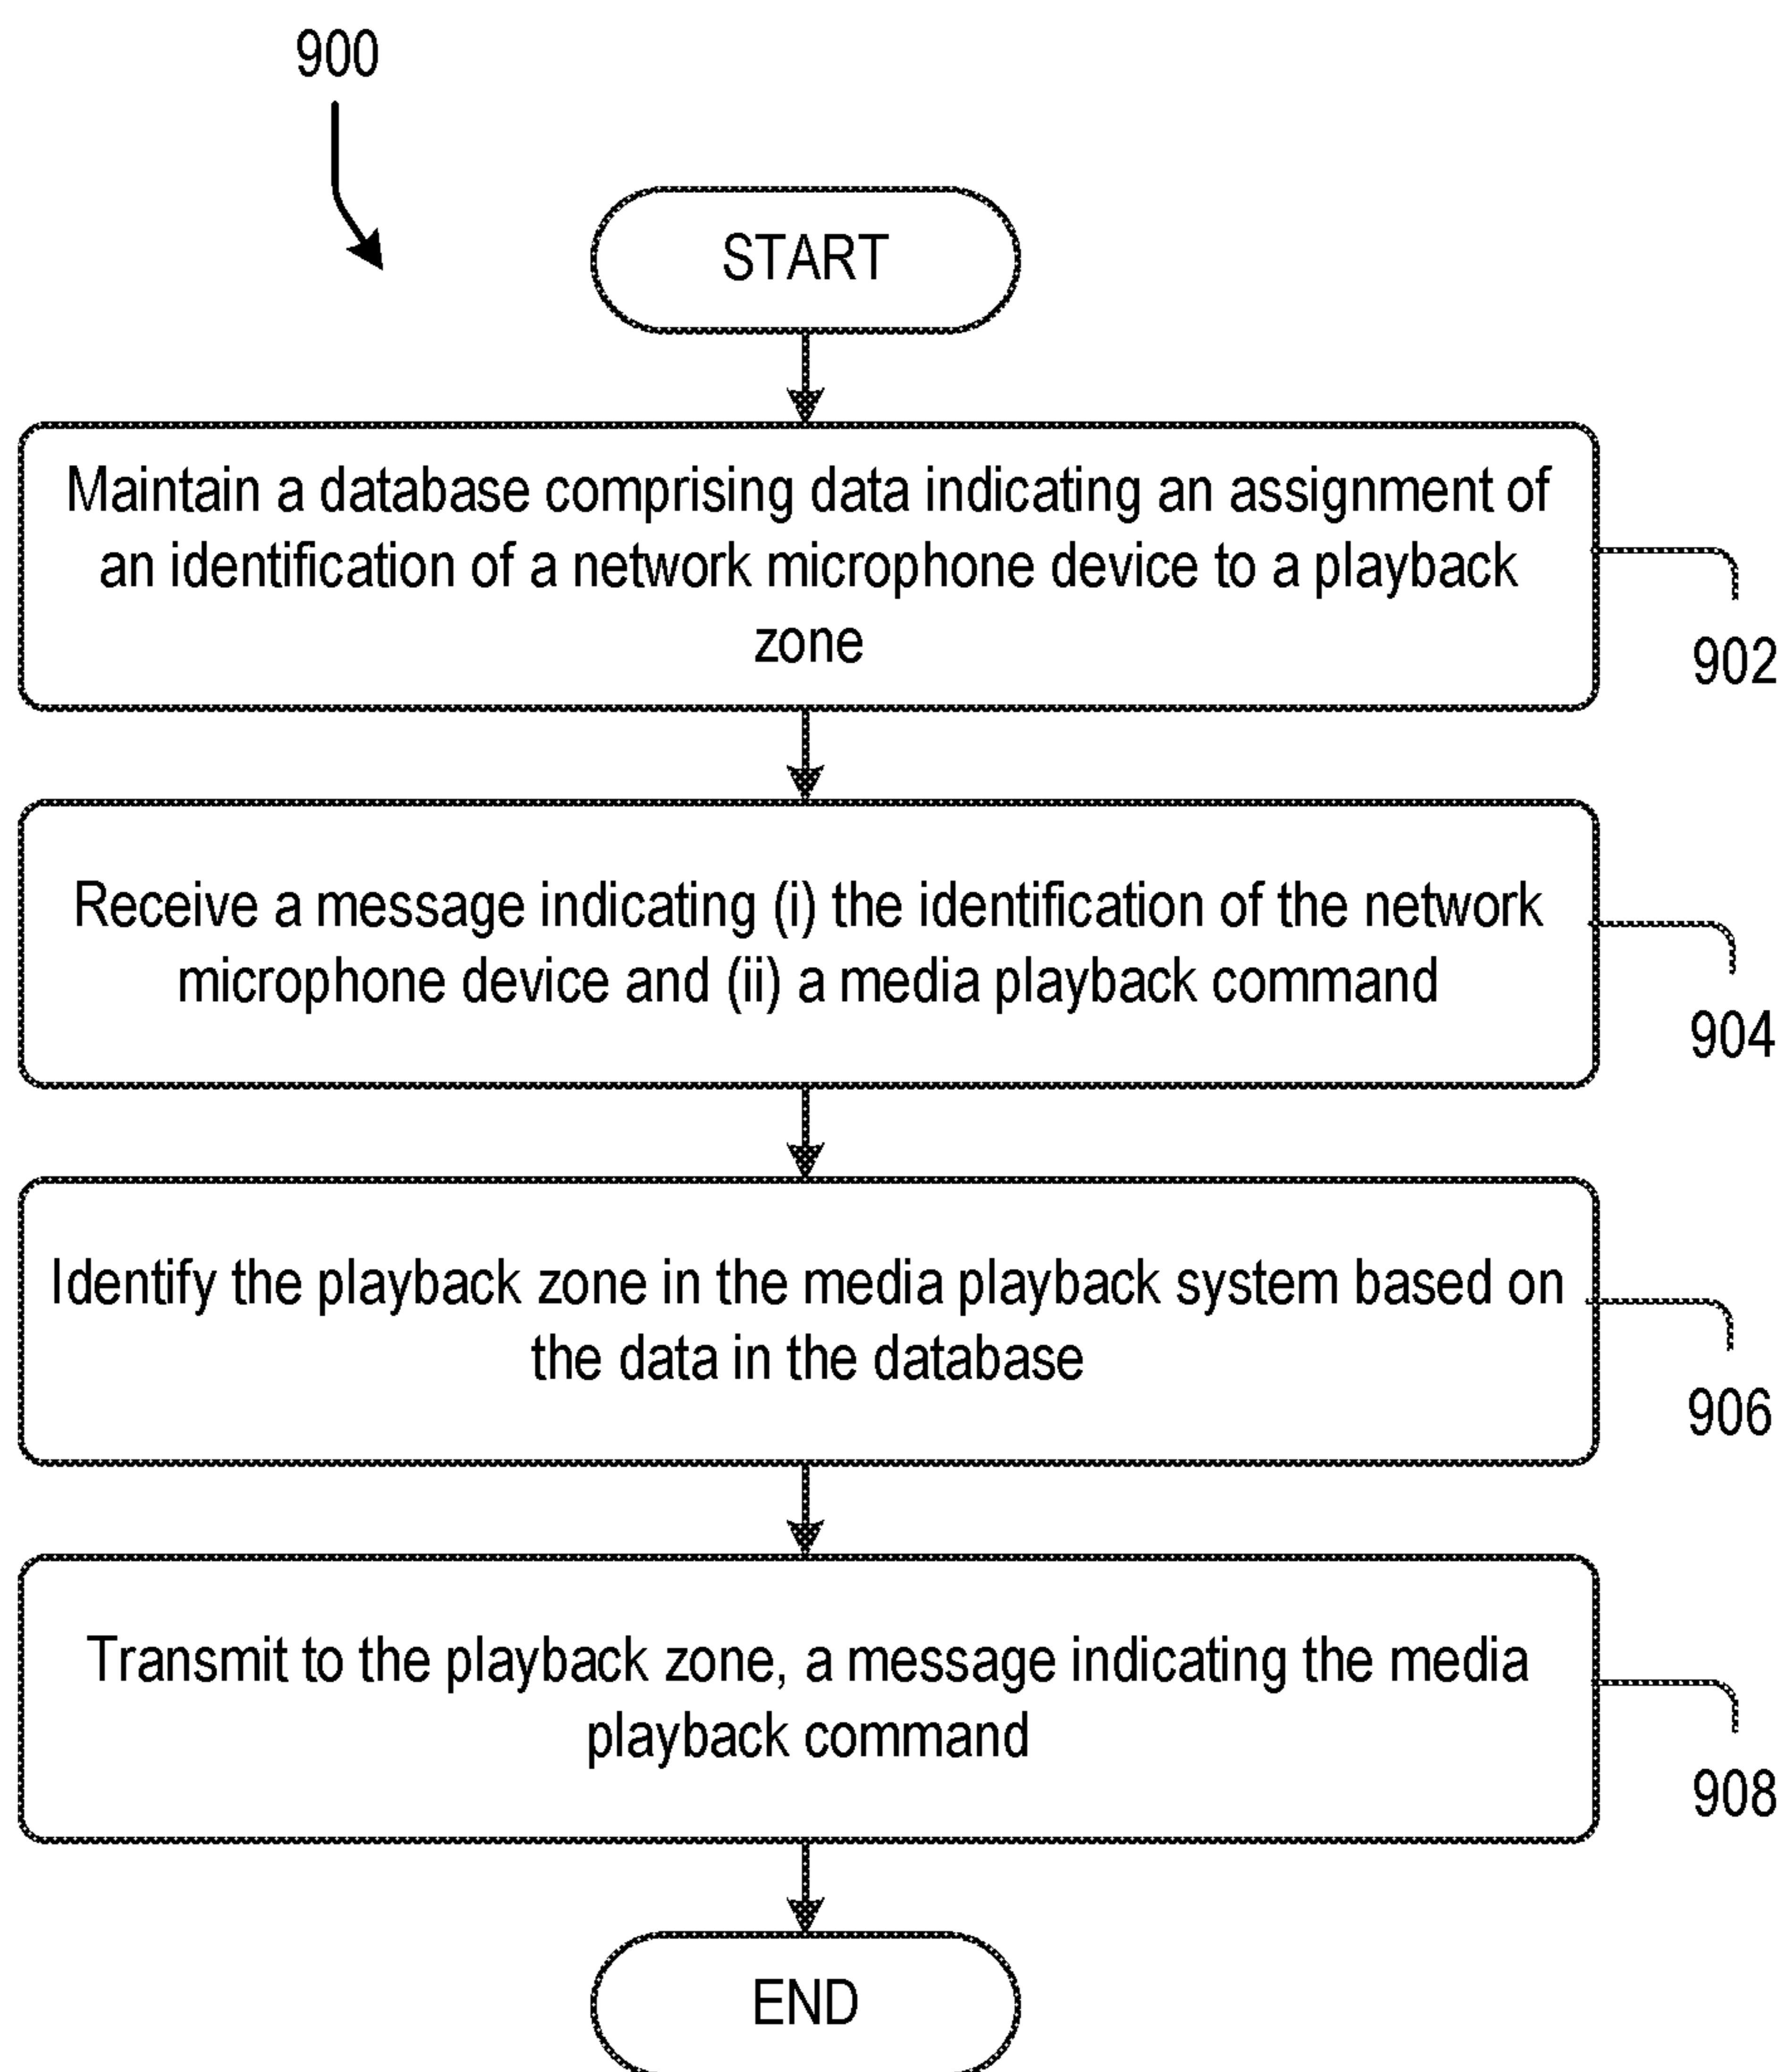 900
START
Maintain a database comprising data indicating an assignment of
an identification of a network microphone device to a playback
zone
902
Receive a message indicating (i) the identification of the network
microphone device and (ii) a media playback command
904
Identify the playback zone in the media playback system based on
the data in the database
906
Transmit to the playback zone, a message indicating the media
playback command
908
END